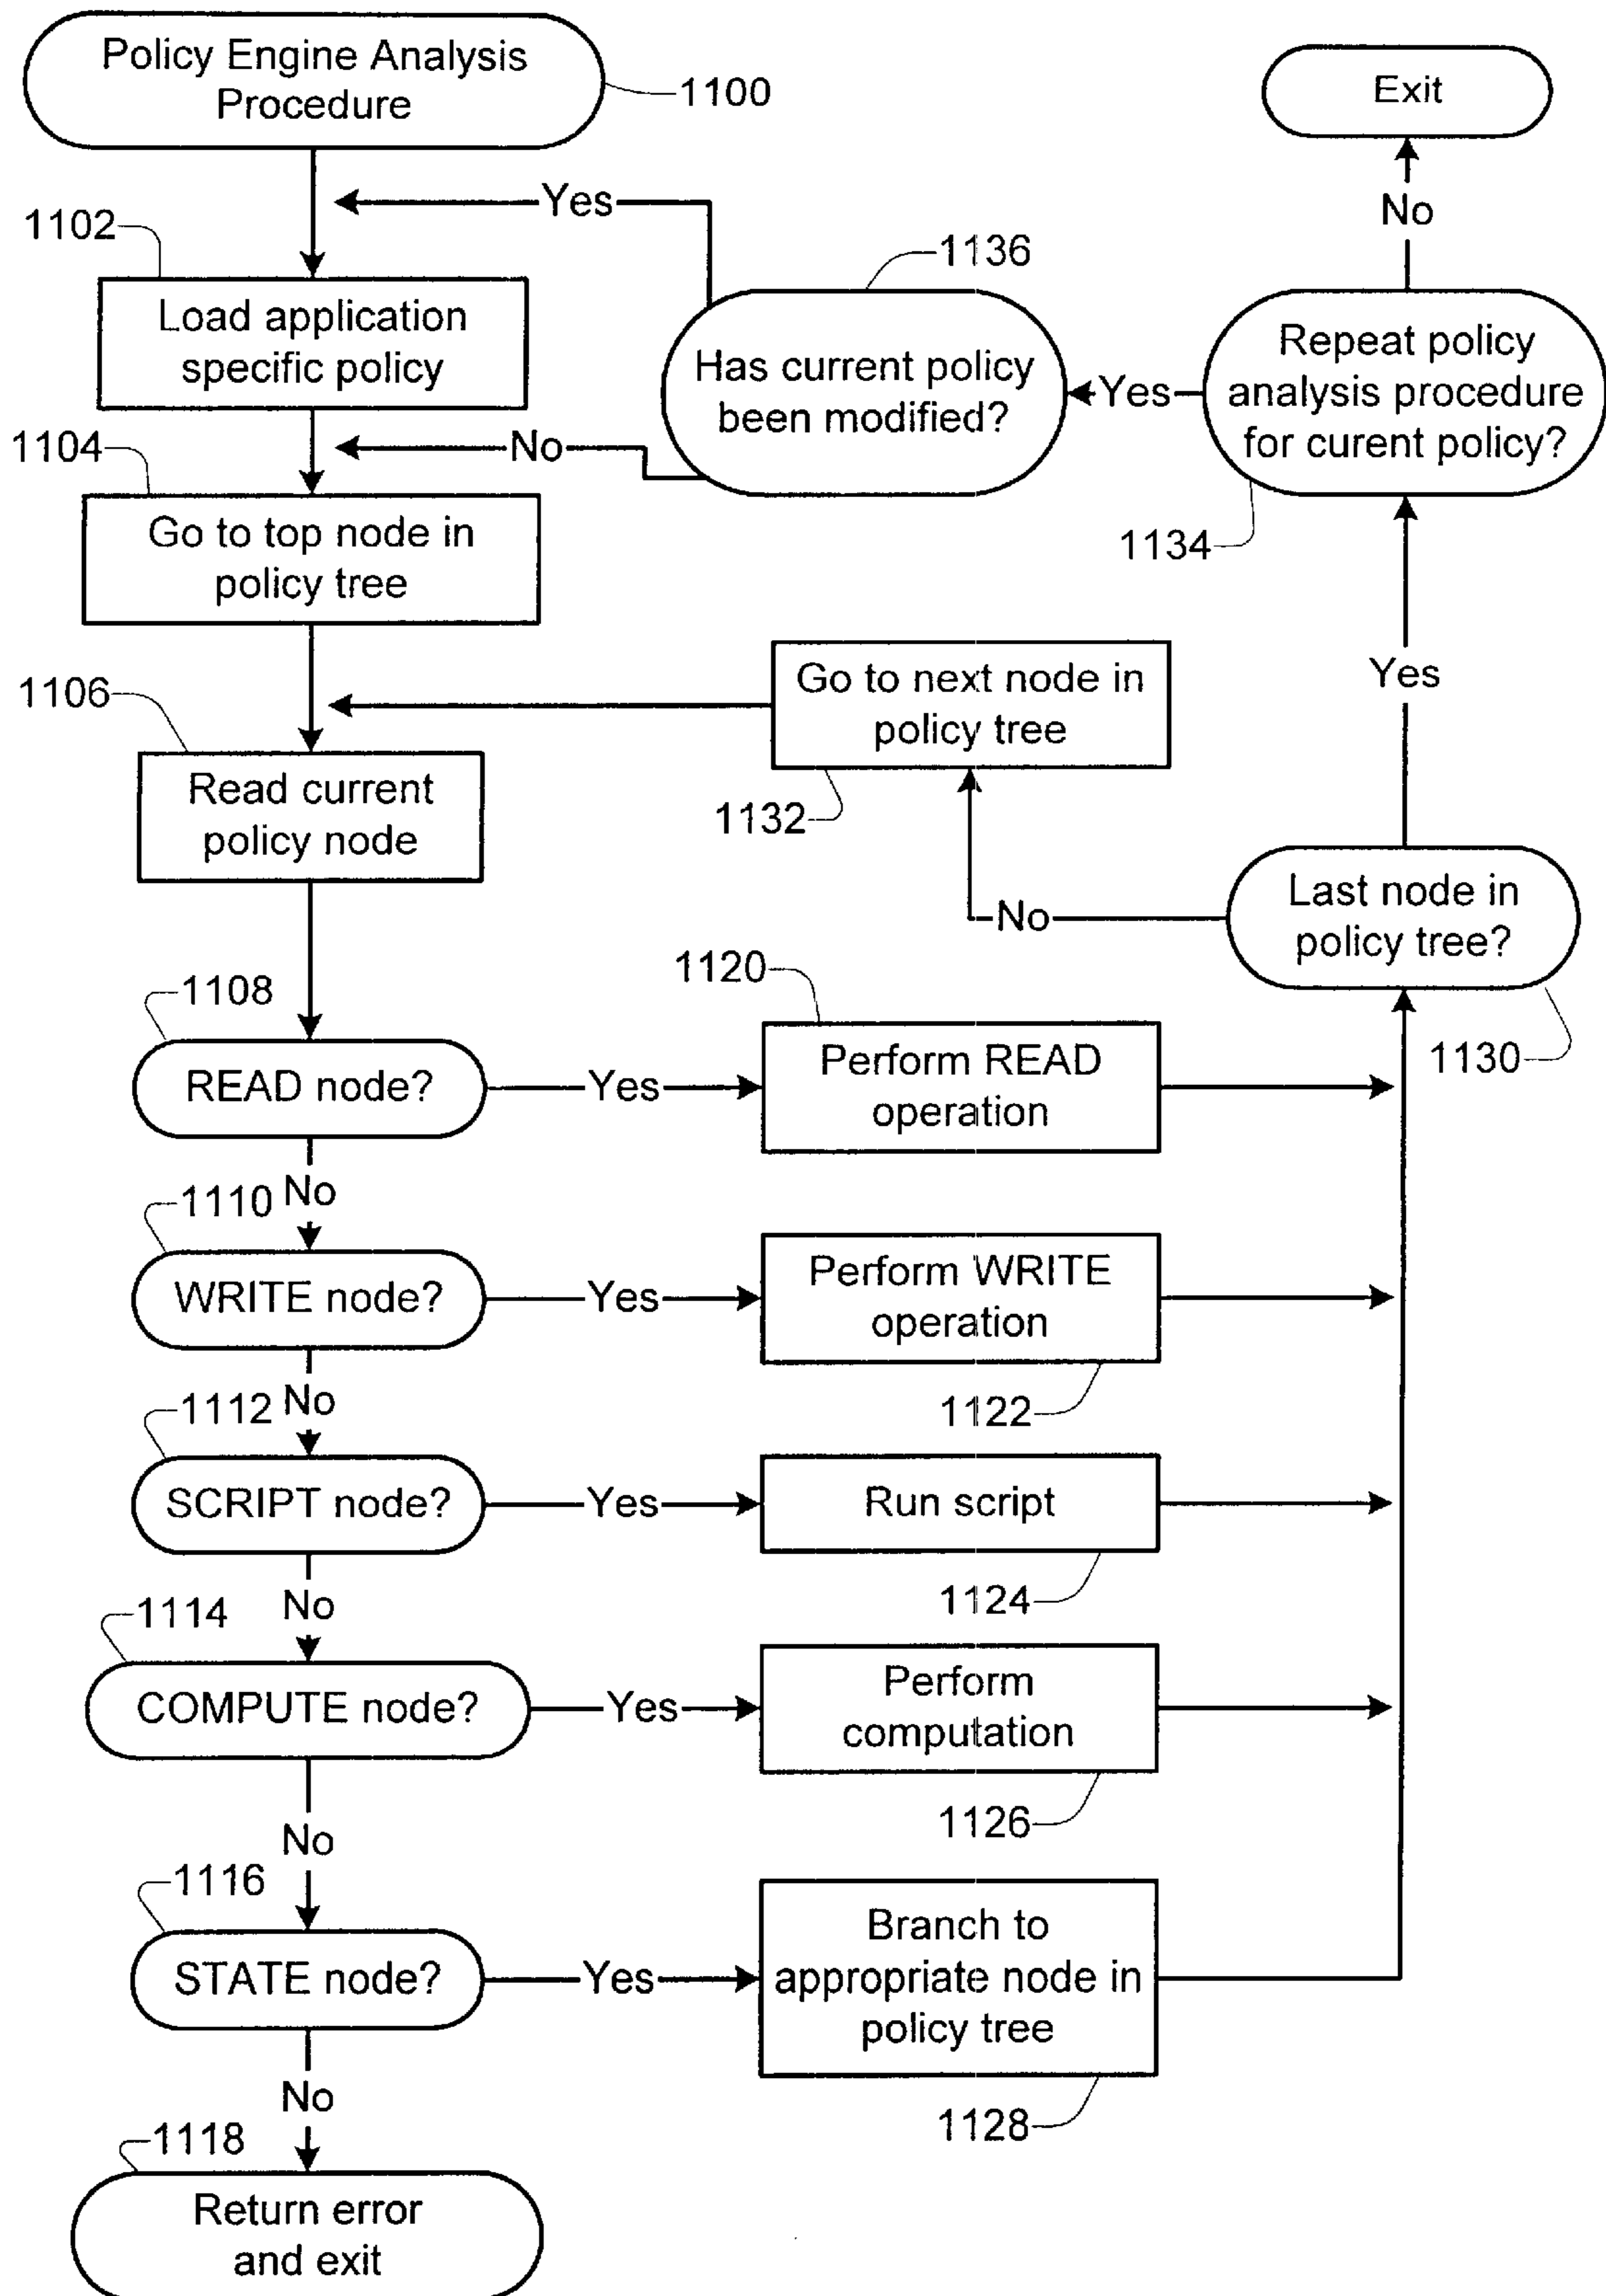 Policy Engine Analysis
Procedure
1100
Exit
No
Yes
1102
1136
Load application
specific policy
Has current policy
been modified?
Yes
Repeat policy
analysis procedure
for curent policy?
No
1104
1134
Go to top node in
policy tree
Yes
1106
Go to next node in
policy tree
1132
Read current
policy node
No
Last node in
policy tree?
1130
1108
1120
READ node?
Yes
Perform READ
operation
No
1110
WRITE node?
Yes
Perform WRITE
operation
1122
No
1112
SCRIPT node?
Yes
Run script
1124
No
1114
COMPUTE node?
Yes
Perform
computation
1126
No
1116
STATE node?
Yes
Branch to
appropriate node in
policy tree
1128
No
1118
Return error
and exit